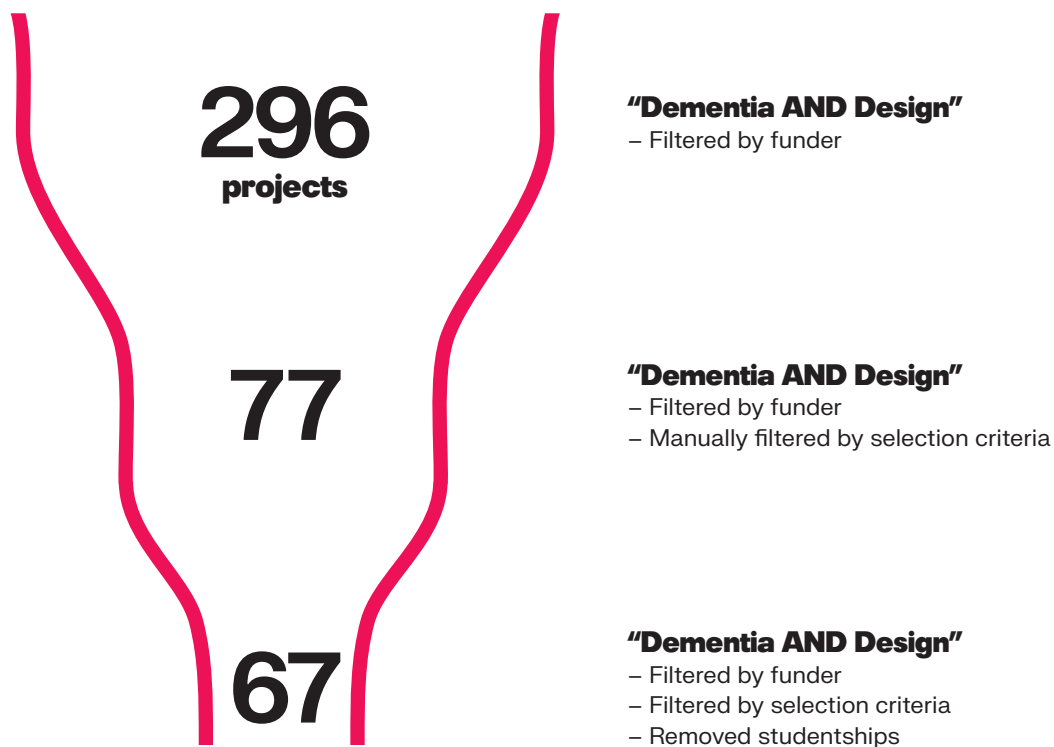 296
projects
“Dementia AND Design”
– Filtered by funder
77
“Dementia AND Design”
– Filtered by funder
– Manually filtered by selection criteria
67
“Dementia AND Design”
– Filtered by funder
– Filtered by selection criteria
– Removed studentships